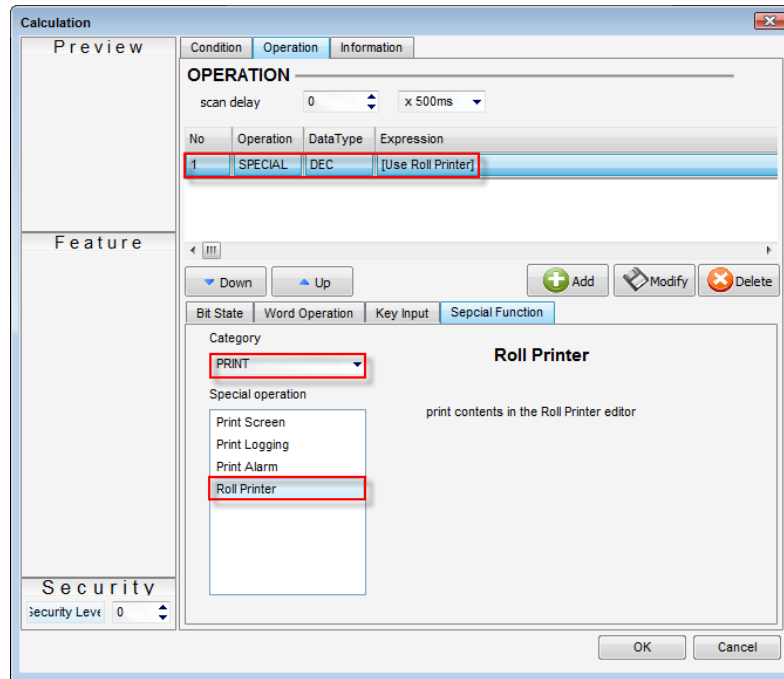 Calculation
Preview
Condition Operation Information
OPERATION
scan delay 0 x 500ms
No Operation DataType Expression
1 SPECIAL DEC [Use Roll Printer]
Feature
Down Up Add Modify Delete
Bit State Word Operation Key Input Sepcial Function
Category
PRINT
Roll Printer
Special operation
print contents in the Roll Printer editor
Print Screen
Print Logging
Print Alarm
Roll Printer
Security
Security Leve 0
OK Cancel